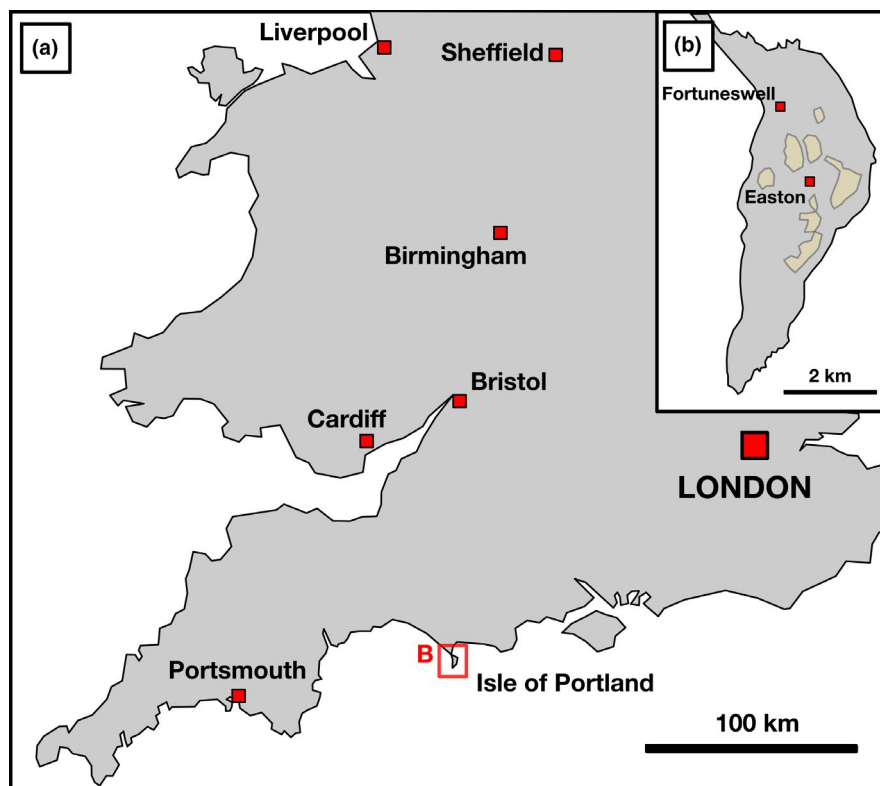 (a)
Liverpool
Sheffield
Birmingham
Bristol
Cardiff
LONDON
Portsmouth
B
Isle of Portland
100 km
(b)
Fortuneswell
Easton
2 km